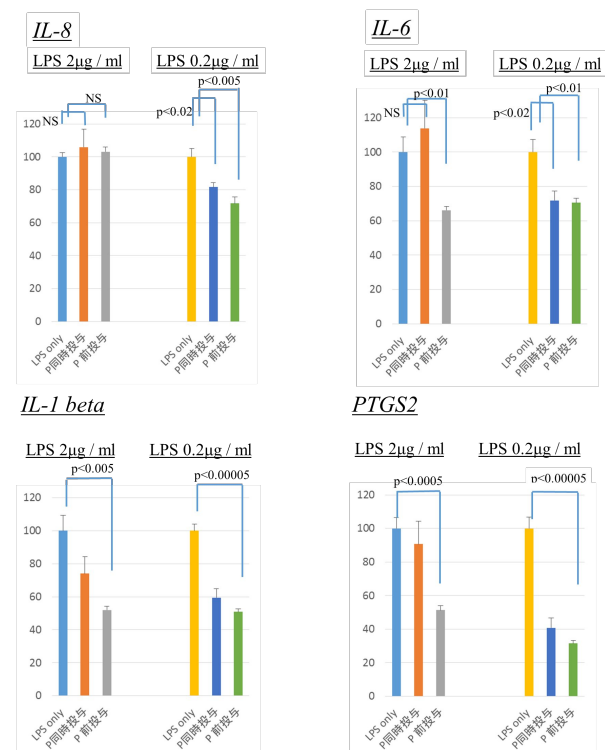 IL-8
LPS 2μg / ml
LPS 0.2μg / ml
p<0.005
NS
p<0.02
NS
120
100
80
60
40
20
0
LPS only
P同時投与
P 前投与
LPS only
P同時投与
P 前投与
IL-6
LPS 2μg / ml
LPS 0.2μg / ml
p<0.01
p<0.01
NS
p<0.02
120
100
80
60
40
20
0
LPS only
P同時投与
P 前投与
LPS only
P同時投与
P 前投与
IL-1 beta
LPS 2μg / ml
LPS 0.2μg / ml
p<0.005
p<0.00005
120
100
80
60
40
20
0
LPS only
P同時投与
P 前投与
LPS only
P同時投与
P 前投与
PTGS2
LPS 2μg / ml
LPS 0.2μg / ml
p<0.0005
p<0.00005
120
100
80
60
40
20
0
LPS only
P同時投与
P 前投与
LPS only
P同時投与
P 前投与